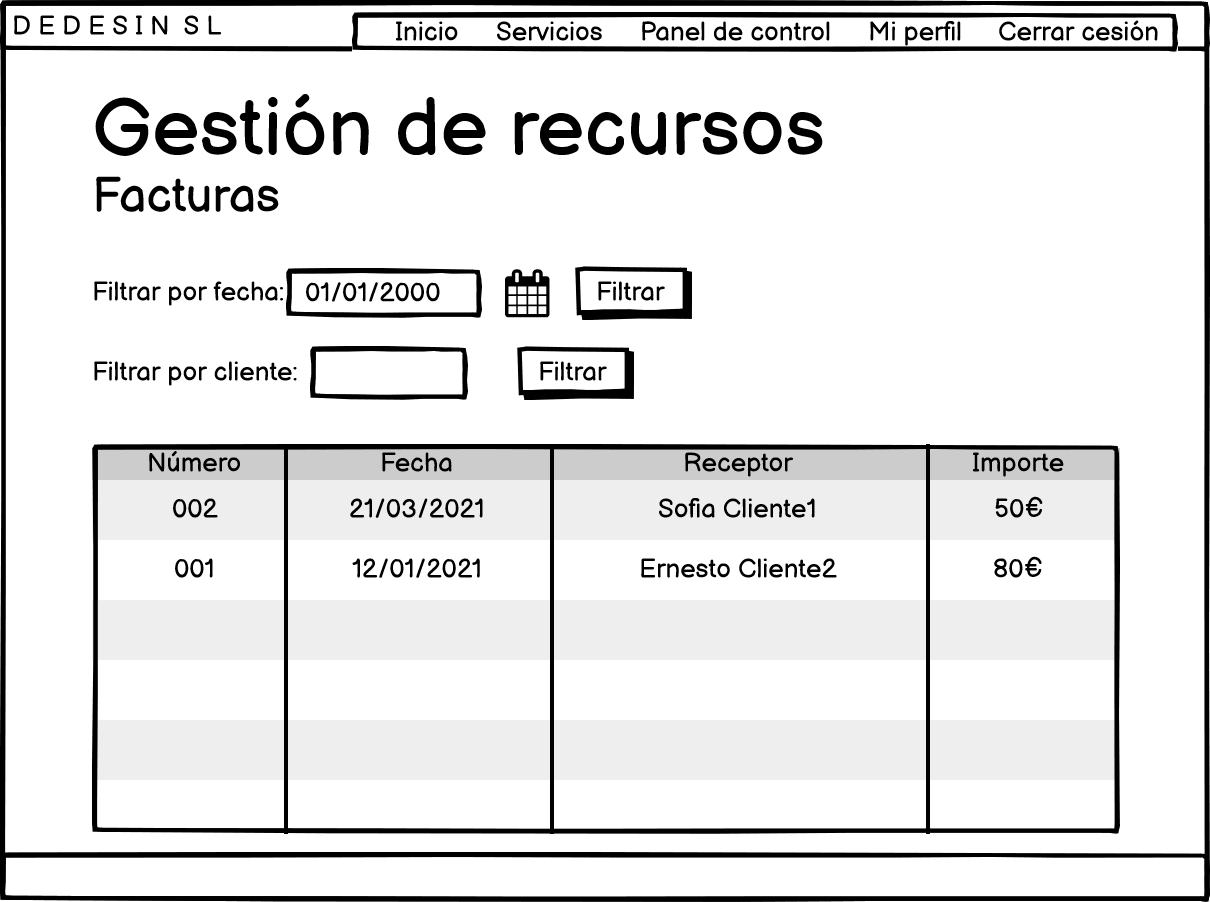 DEDESIN SL
Inicio Servicios Panel de control Mi perfil Cerrar cesión
Gestión de recursos
Facturas
Filtrar por fecha: 01/01/2000 Filtrar
Filtrar por cliente: Filtrar
Número Fecha Receptor Importe
002 21/03/2021 Sofia Cliente1 50€
001 12/01/2021 Ernesto Cliente2 80€